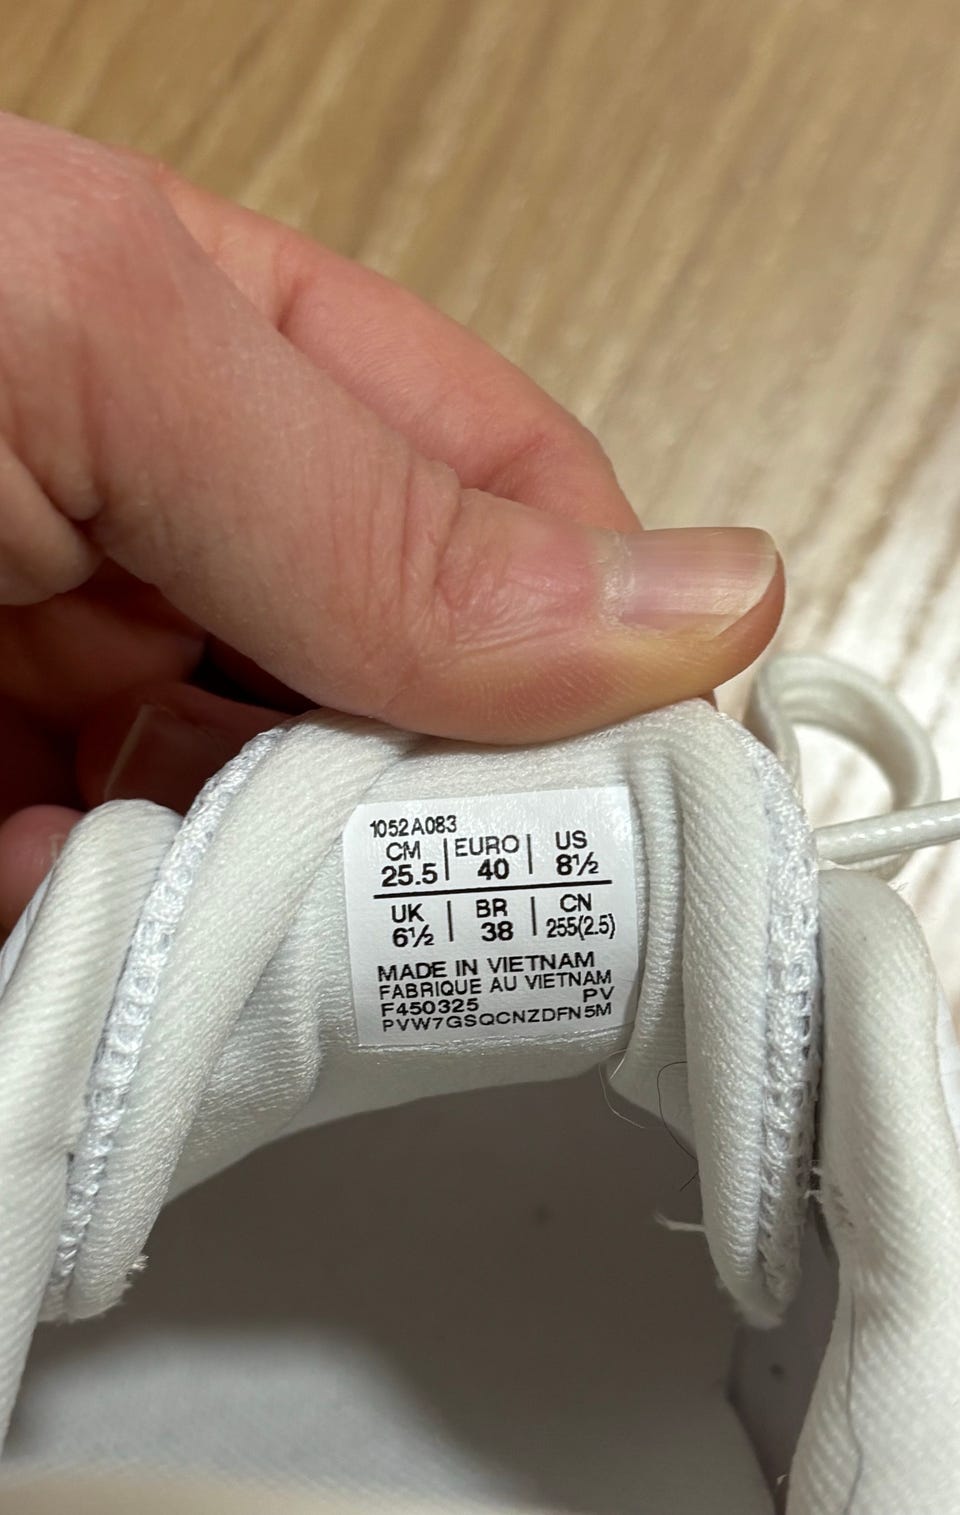 1052A083
CM | EURO | US
25.5 | 40 | 8½
UK | BR | CN
6½ | 38 | 255(2.5)
MADE IN VIETNAM
FABRIQUE AU VIETNAM
F450325 PV
PVW7GSQCNZDFN5M